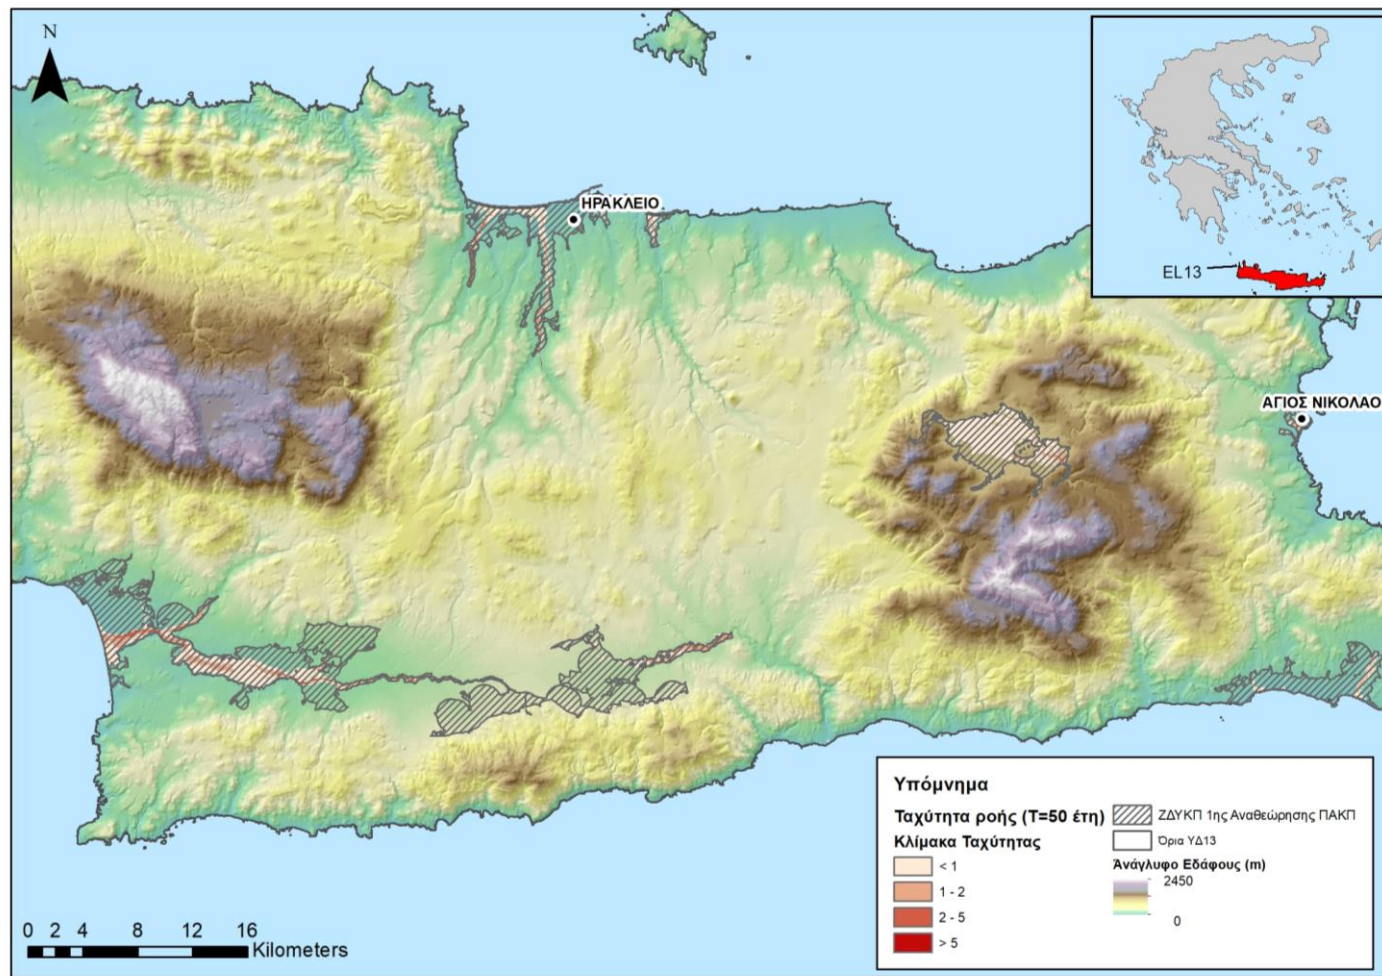 N
ΗΡΑΚΛΕΙΟ
EL13
ΑΓΙΟΣ ΝΙΚΟΛΑΟ
Υπόμνημα
Ταχύτητα ροής (Τ=50 έτη)
Κλίμακα Ταχύτητας
< 1
1 - 2
2 - 5
> 5
ΖΔΥΚΠ 1ης Αναθεώρησης ΠΑΚΠ
Όρια ΥΔ13
Άνάγλυφο Εδάφους (m)
2450
0
0 2 4 8 12 16
Kilometers